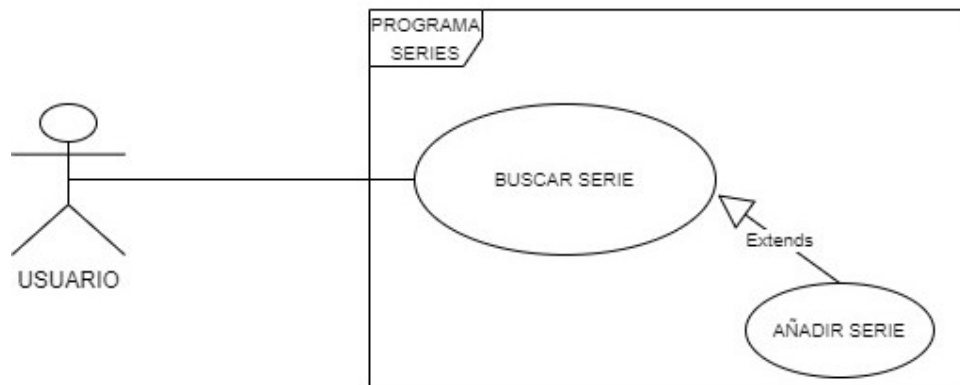 PROGRAMA
SERIES
BUSCAR SERIE
Extends
USUARIO
AÑADIR SERIE